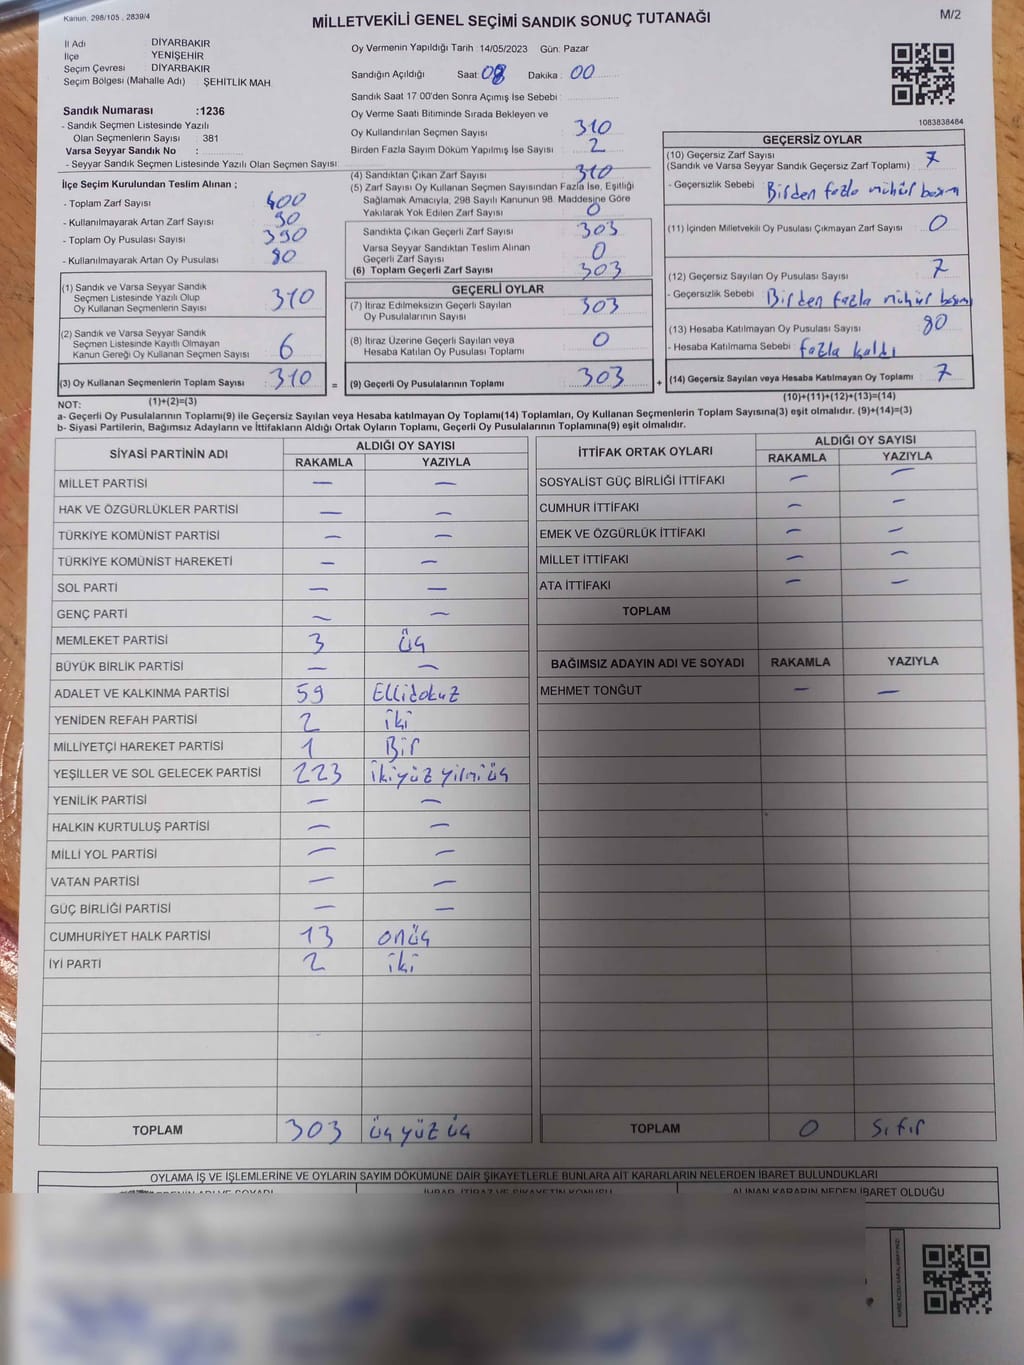 Kanun. 298/105 , 2839/4
MİLLETVEKİLİ GENEL SEÇİMİ SANDIK SONUÇ TUTANAĞI
M/2
İl Adı DİYARBAKIR
İlçe YENİŞEHİR
Seçim Çevresi DİYARBAKIR
Seçim Bölgesi (Mahalle Adı) ŞEHİTLİK MAH
Sandık Numarası :1236
- Sandık Seçmen Listesinde Yazılı
Olan Seçmenlerin Sayısı : 381
Varsa Seyyar Sandık No :
- Seyyar Sandık Seçmen Listesinde Yazılı Olan Seçmen Sayısı:
Oy Vermenin Yapıldığı Tarih : 14/05/2023 Gün: Pazar
Sandığın Açıldığı Saat: 08 Dakika : 00
Sandık Saat 17:00'den Sonra Açımış İse Sebebi :
Oy Verme Saati Bitiminde Sırada Bekleyen ve
Oy Kullandırılan Seçmen Sayısı : 310
Birden Fazla Sayım Döküm Yapılmış İse Sayısı : 2
1083838484
İlçe Seçim Kurulundan Teslim Alınan ;
- Toplam Zarf Sayısı : 400
- Kullanılmayarak Artan Zarf Sayısı : 90
- Toplam Oy Pusulası Sayısı : 390
- Kullanılmayarak Artan Oy Pusulası : 80
(1) Sandık ve Varsa Seyyar Sandık
Seçmen Listesinde Yazılı Olup
Oy Kullanan Seçmen Sayısı : 310
(2) Sandık ve Varsa Seyyar Sandık
Seçmen Listesinde Kayıtlı Olmayan
Kanun Gereği Oy Kullanan Seçmen Sayısı : 6
(3) Oy Kullanan Seçmenlerin Toplam Sayısı : 310 =
(4) Sandıktan Çıkan Zarf Sayısı : 310
(5) Zarf Sayısı Oy Kullanan Seçmen Sayısından Fazla İse, Eşitliği
Sağlamak Amacıyla, 298 Sayılı Kanunun 98. Maddesine Göre
Yakılarak Yok Edilen Zarf Sayısı : 0
Sandıkta Çıkan Geçerli Zarf Sayısı : 303
Varsa Seyyar Sandıktan Teslim Alınan
Geçerli Zarf Sayısı : 0
(6) Toplam Geçerli Zarf Sayısı : 303
GEÇERLİ OYLAR
(7) İtiraz Edilmeksizin Geçerli Sayılan
Oy Pusulalarının Sayısı : 303
(8) İtiraz Üzerine Geçerli Sayılan veya
Hesaba Katılan Oy Pusulası Toplamı : 0
(9) Geçerli Oy Pusulalarının Toplamı : 303 +
GEÇERSİZ OYLAR
(10) Geçersiz Zarf Sayısı
(Sandık ve Varsa Seyyar Sandık Geçersiz Zarf Toplamı) : 7
- Geçersizlik Sebebi : Birden fazla mühür basım
(11) İçinden Milletvekili Oy Pusulası Çıkmayan Zarf Sayısı : 0
(12) Geçersiz Sayılan Oy Pusulası Sayısı : 7
- Geçersizlik Sebebi : Birden fazla mühür basım
(13) Hesaba Katılmayan Oy Pusulası Sayısı : 80
- Hesaba Katılmama Sebebi : fazla kaldı
(14) Geçersiz Sayılan veya Hesaba Katılmayan Oy Toplamı : 7
NOT: (1)+(2)=(3) (10)+(11)+(12)+(13)=(14)
a- Geçerli Oy Pusulalarının Toplamı(9) ile Geçersiz Sayılan veya Hesaba katılmayan Oy Toplamı(14) Toplamları, Oy Kullanan Seçmenlerin Toplam Sayısına(3) eşit olmalıdır. (9)+(14)=(3)
b- Siyasi Partilerin, Bağımsız Adayların ve İttifakların Aldığı Ortak Oyların Toplamı, Geçerli Oy Pusulalarının Toplamına(9) eşit olmalıdır.
SİYASİ PARTİNİN ADI ALDIĞI OY SAYISI
RAKAMLA YAZIYLA
MİLLET PARTİSI — —
HAK VE ÖZGÜRLÜKLER PARTİSİ — —
TÜRKİYE KOMÜNİST PARTİSİ — —
TÜRKİYE KOMÜNİST HAREKETİ — —
SOL PARTİ — —
GENÇ PARTİ — —
MEMLEKET PARTİSİ 3 üç
BÜYÜK BİRLİK PARTİSİ — —
ADALET VE KALKINMA PARTİSİ 59 Ellidokuz
YENİDEN REFAH PARTİSİ 2 iki
MİLLİYETÇİ HAREKET PARTİSİ 1 Bir
YEŞİLLER VE SOL GELECEK PARTİSİ 223 ikiyüz yirmiüç
YENİLİK PARTİSİ — —
HALKIN KURTULUŞ PARTİSİ — —
MİLLİ YOL PARTİSİ — —
VATAN PARTİSİ — —
GÜÇ BİRLİĞİ PARTİSİ — —
CUMHURİYET HALK PARTİSİ 13 onüç
İYİ PARTİ 2 iki
TOPLAM 303 üçyüz üç
İTTİFAK ORTAK OYLARI ALDIĞI OY SAYISI
RAKAMLA YAZIYLA
SOSYALİST GÜÇ BİRLİĞİ İTTİFAKI — —
CUMHUR İTTİFAKI — —
EMEK VE ÖZGÜRLÜK İTTİFAKI — —
MİLLET İTTİFAKI — —
ATA İTTİFAKI — —
TOPLAM
BAĞIMSIZ ADAYIN ADI VE SOYADI RAKAMLA YAZIYLA
MEHMET TONĞUT — —
TOPLAM 0 Sıfır
OYLAMA İŞ VE İŞLEMLERİNE VE OYLARIN SAYIM DÖKÜMÜNE DAİR ŞİKAYETLERLE BUNLARA AİT KARARLARIN NELERDEN İBARET BULUNDUKLARI
ALINAN KARARIN NEDEN İBARET OLDUĞU